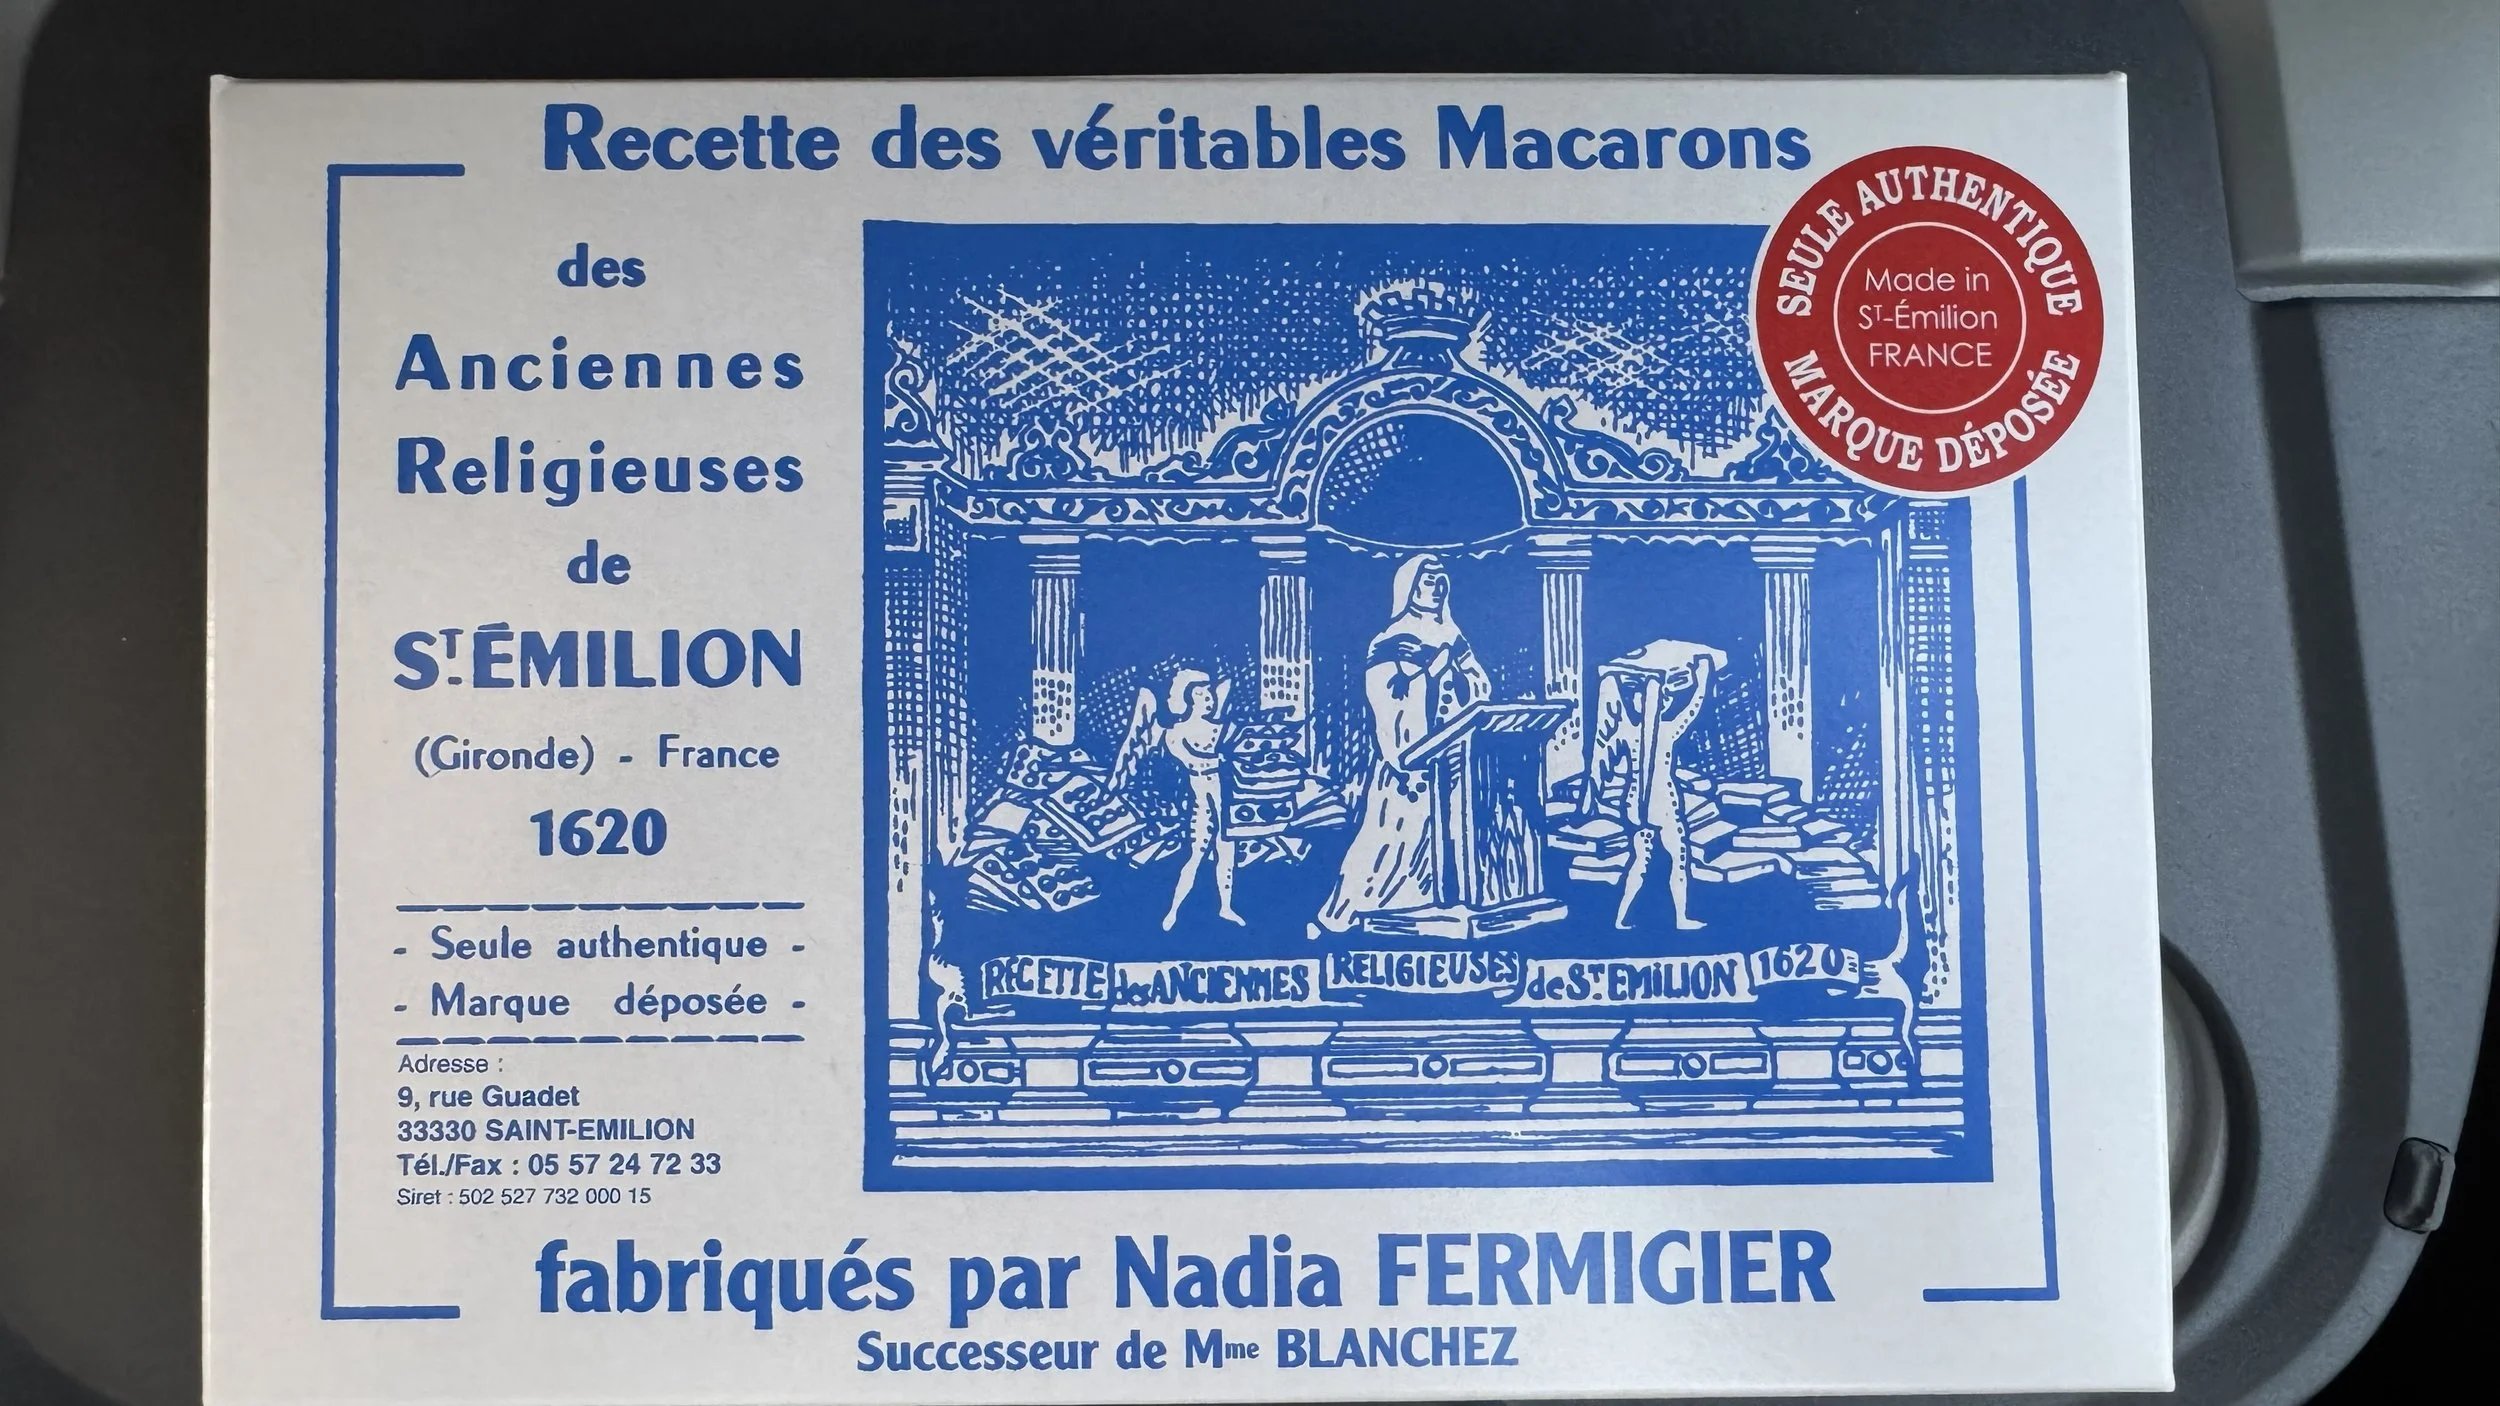 Recette des véritables Macarons
des
Anciennes
Religieuses
de
ST ÉMILION
(Gironde) - France
1620
- Seule authentique -
- Marque déposée -
Adresse :
9, rue Guadet
33330 SAINT-EMILION
Tél./Fax : 05 57 24 72 33
Siret : 502 527 732 000 15
SEULE AUTHENTIQUE
Made in
ST-Émilion
FRANCE
MARQUE DÉPOSÉE
RECETTE des ANCIENNES RELIGIEUSES de ST EMILION 1620
fabriqués par Nadia FERMIGIER
Successeur de Mme BLANCHEZ